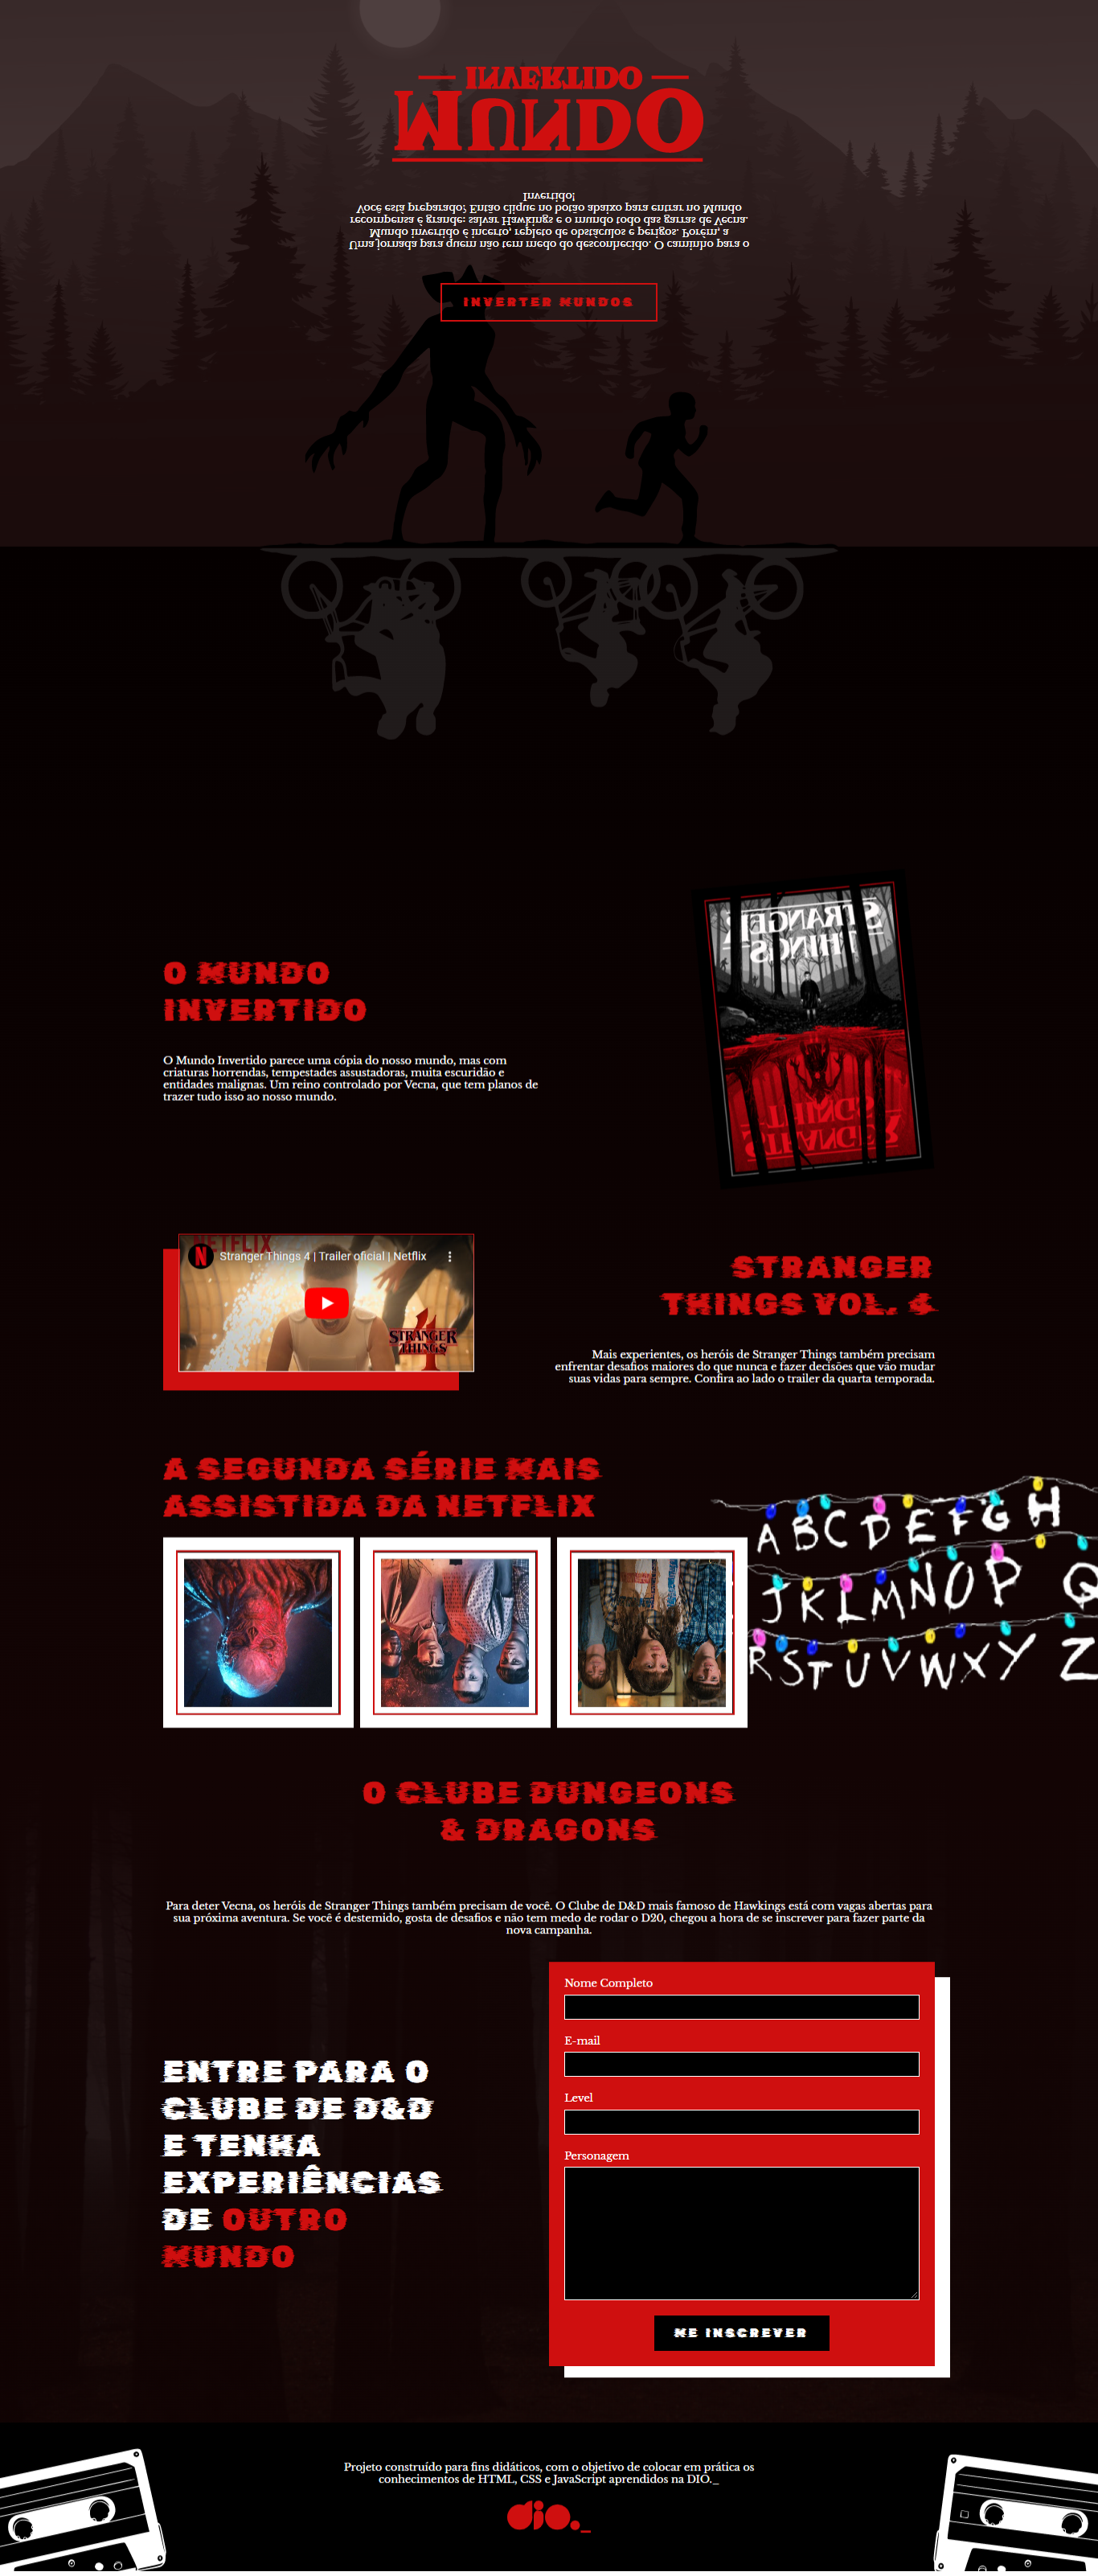 MUNDO
INVERTIDO
Uma jornada para quem não tem medo do desconhecido. O caminho para o
Mundo invertido é incerto, repleto de obstáculos e perigos. Porém, a
recompensa é grande: salvar Hawkings e o mundo todo das garras de Vecna.
Você está preparado? Então clique no botão abaixo para entrar no Mundo
Invertido!
INVERTER MUNDOS
O MUNDO
INVERTIDO
O Mundo Invertido parece uma cópia do nosso mundo, mas com
criaturas horrendas, tempestades assustadoras, muita escuridão e
entidades malignas. Um reino controlado por Vecna, que tem planos de
trazer tudo isso ao nosso mundo.
STRANGER
THINGS
STRANGER
THINGS
NETFLIX
Stranger Things 4 | Trailer oficial | Netflix
STRANGER
THINGS
4
STRANGER
THINGS VOL. 4
Mais experientes, os heróis de Stranger Things também precisam
enfrentar desafios maiores do que nunca e fazer decisões que vão mudar
suas vidas para sempre. Confira ao lado o trailer da quarta temporada.
A SEGUNDA SÉRIE MAIS
ASSISTIDA DA NETFLIX
A B C D E F G H
J K L M N O P Q
R S T U V W X Y Z
O CLUBE DUNGEONS
& DRAGONS
Para deter Vecna, os heróis de Stranger Things também precisam de você. O Clube de D&D mais famoso de Hawkings está com vagas abertas para
sua próxima aventura. Se você é destemido, gosta de desafios e não tem medo de rodar o D20, chegou a hora de se inscrever para fazer parte da
nova campanha.
ENTRE PARA O
CLUBE DE D&D
E TENHA
EXPERIÊNCIAS
DE OUTRO
MUNDO
Nome Completo
E-mail
Level
Personagem
ME INSCREVER
Projeto construído para fins didáticos, com o objetivo de colocar em prática os
conhecimentos de HTML, CSS e JavaScript aprendidos na DIO._
dio._